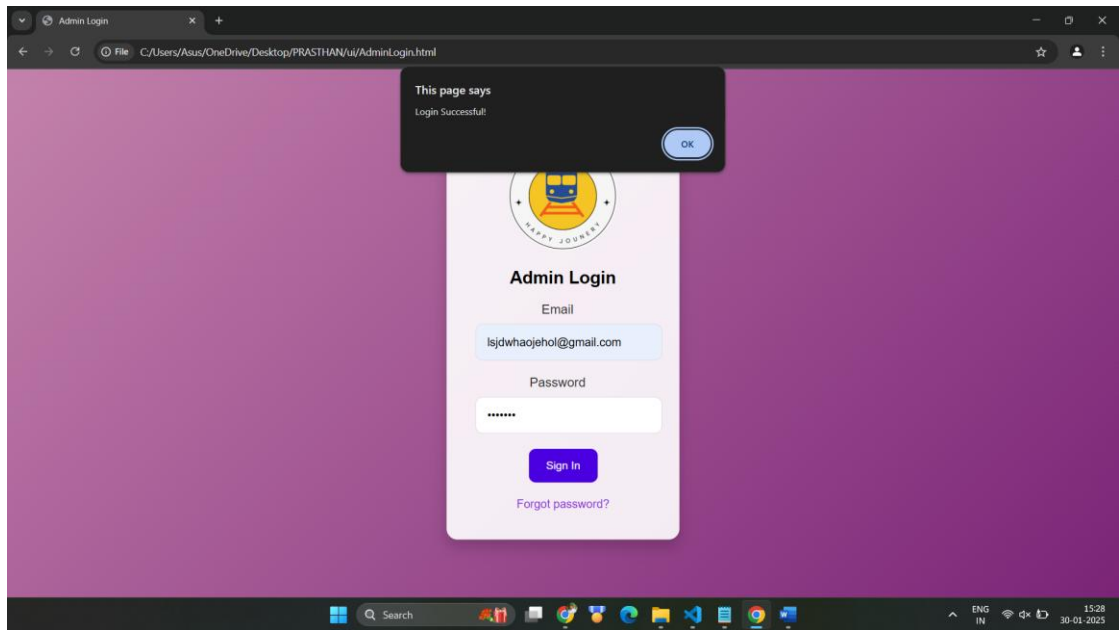 Admin Login
File C:/Users/Asus/OneDrive/Desktop/PRASTHAN/ui/AdminLogin.html
This page says
Login Successful!
OK
HAPPY JOUNERY
Admin Login
Email
lsjdwhaojehol@gmail.com
Password
•••••••
Sign In
Forgot password?
Search
ENG
IN
15:28
30-01-2025